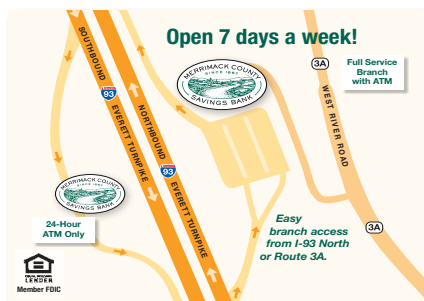 Open 7 days a week!
SOUTHBOUND
93
EVERETT TURNPIKE
NORTHBOUND
93
EVERETT TURNPIKE
MERRIMACK COUNTY
SINCE 1867
SAVINGS BANK
3A
Full Service
Branch
with ATM
WEST RIVER ROAD
3A
MERRIMACK COUNTY
SINCE 1867
SAVINGS BANK
24-Hour
ATM Only
Easy
branch access
from I-93 North
or Route 3A.
EQUAL HOUSING
LENDER
Member FDIC